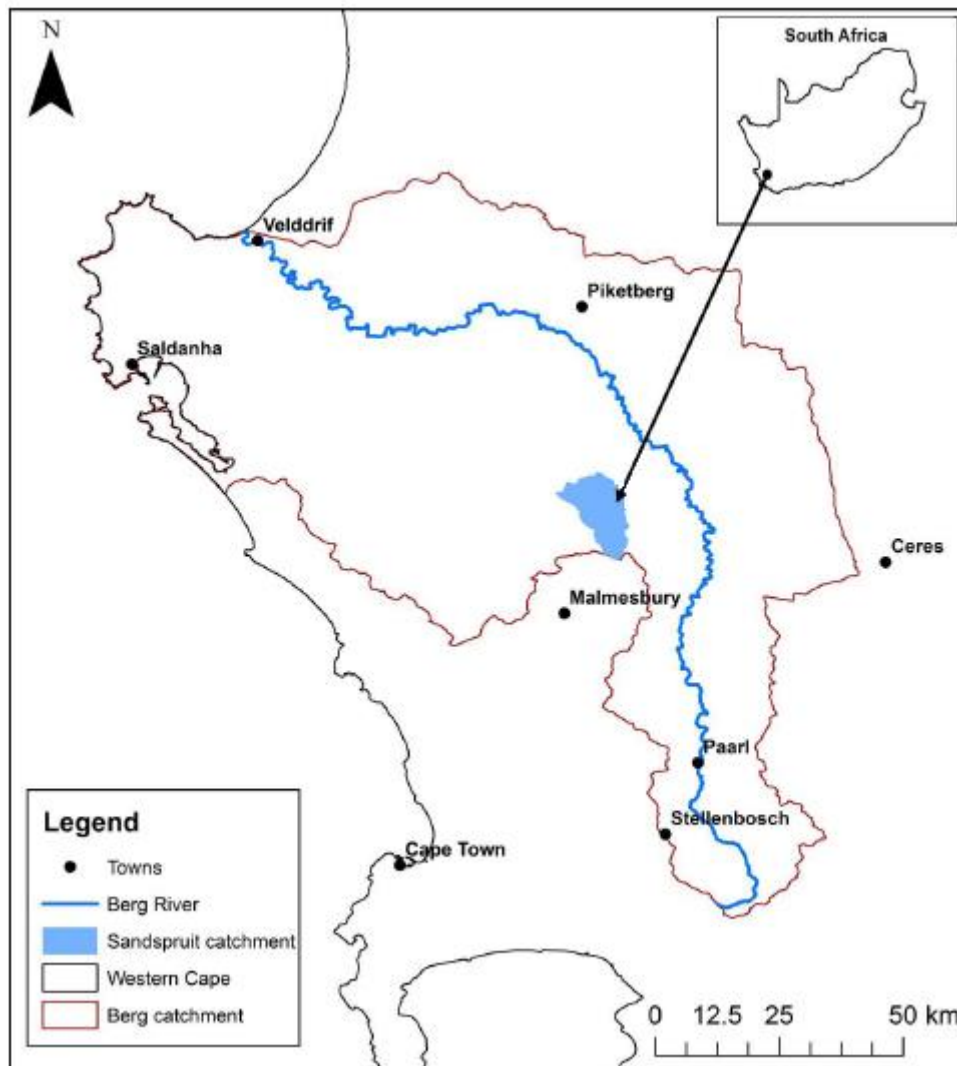 N
South Africa
Velddrif
Piketberg
Saldanha
Ceres
Malmesbury
Paarl
Stellenbosch
Cape Town
Legend
Towns
Berg River
Sandspruit catchment
Western Cape
Berg catchment
0 12.5 25 50 km